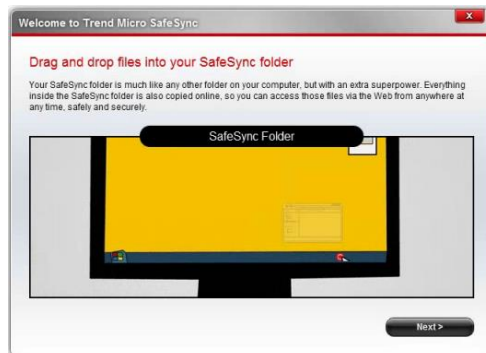 Welcome to Trend Micro SafeSync
X
Drag and drop files into your SafeSync folder
Your SafeSync folder is much like any other folder on your computer, but with an extra superpower. Everything
inside the SafeSync folder is also copied online, so you can access those files via the Web from anywhere at
any time, safely and securely.
SafeSync Folder
Next >